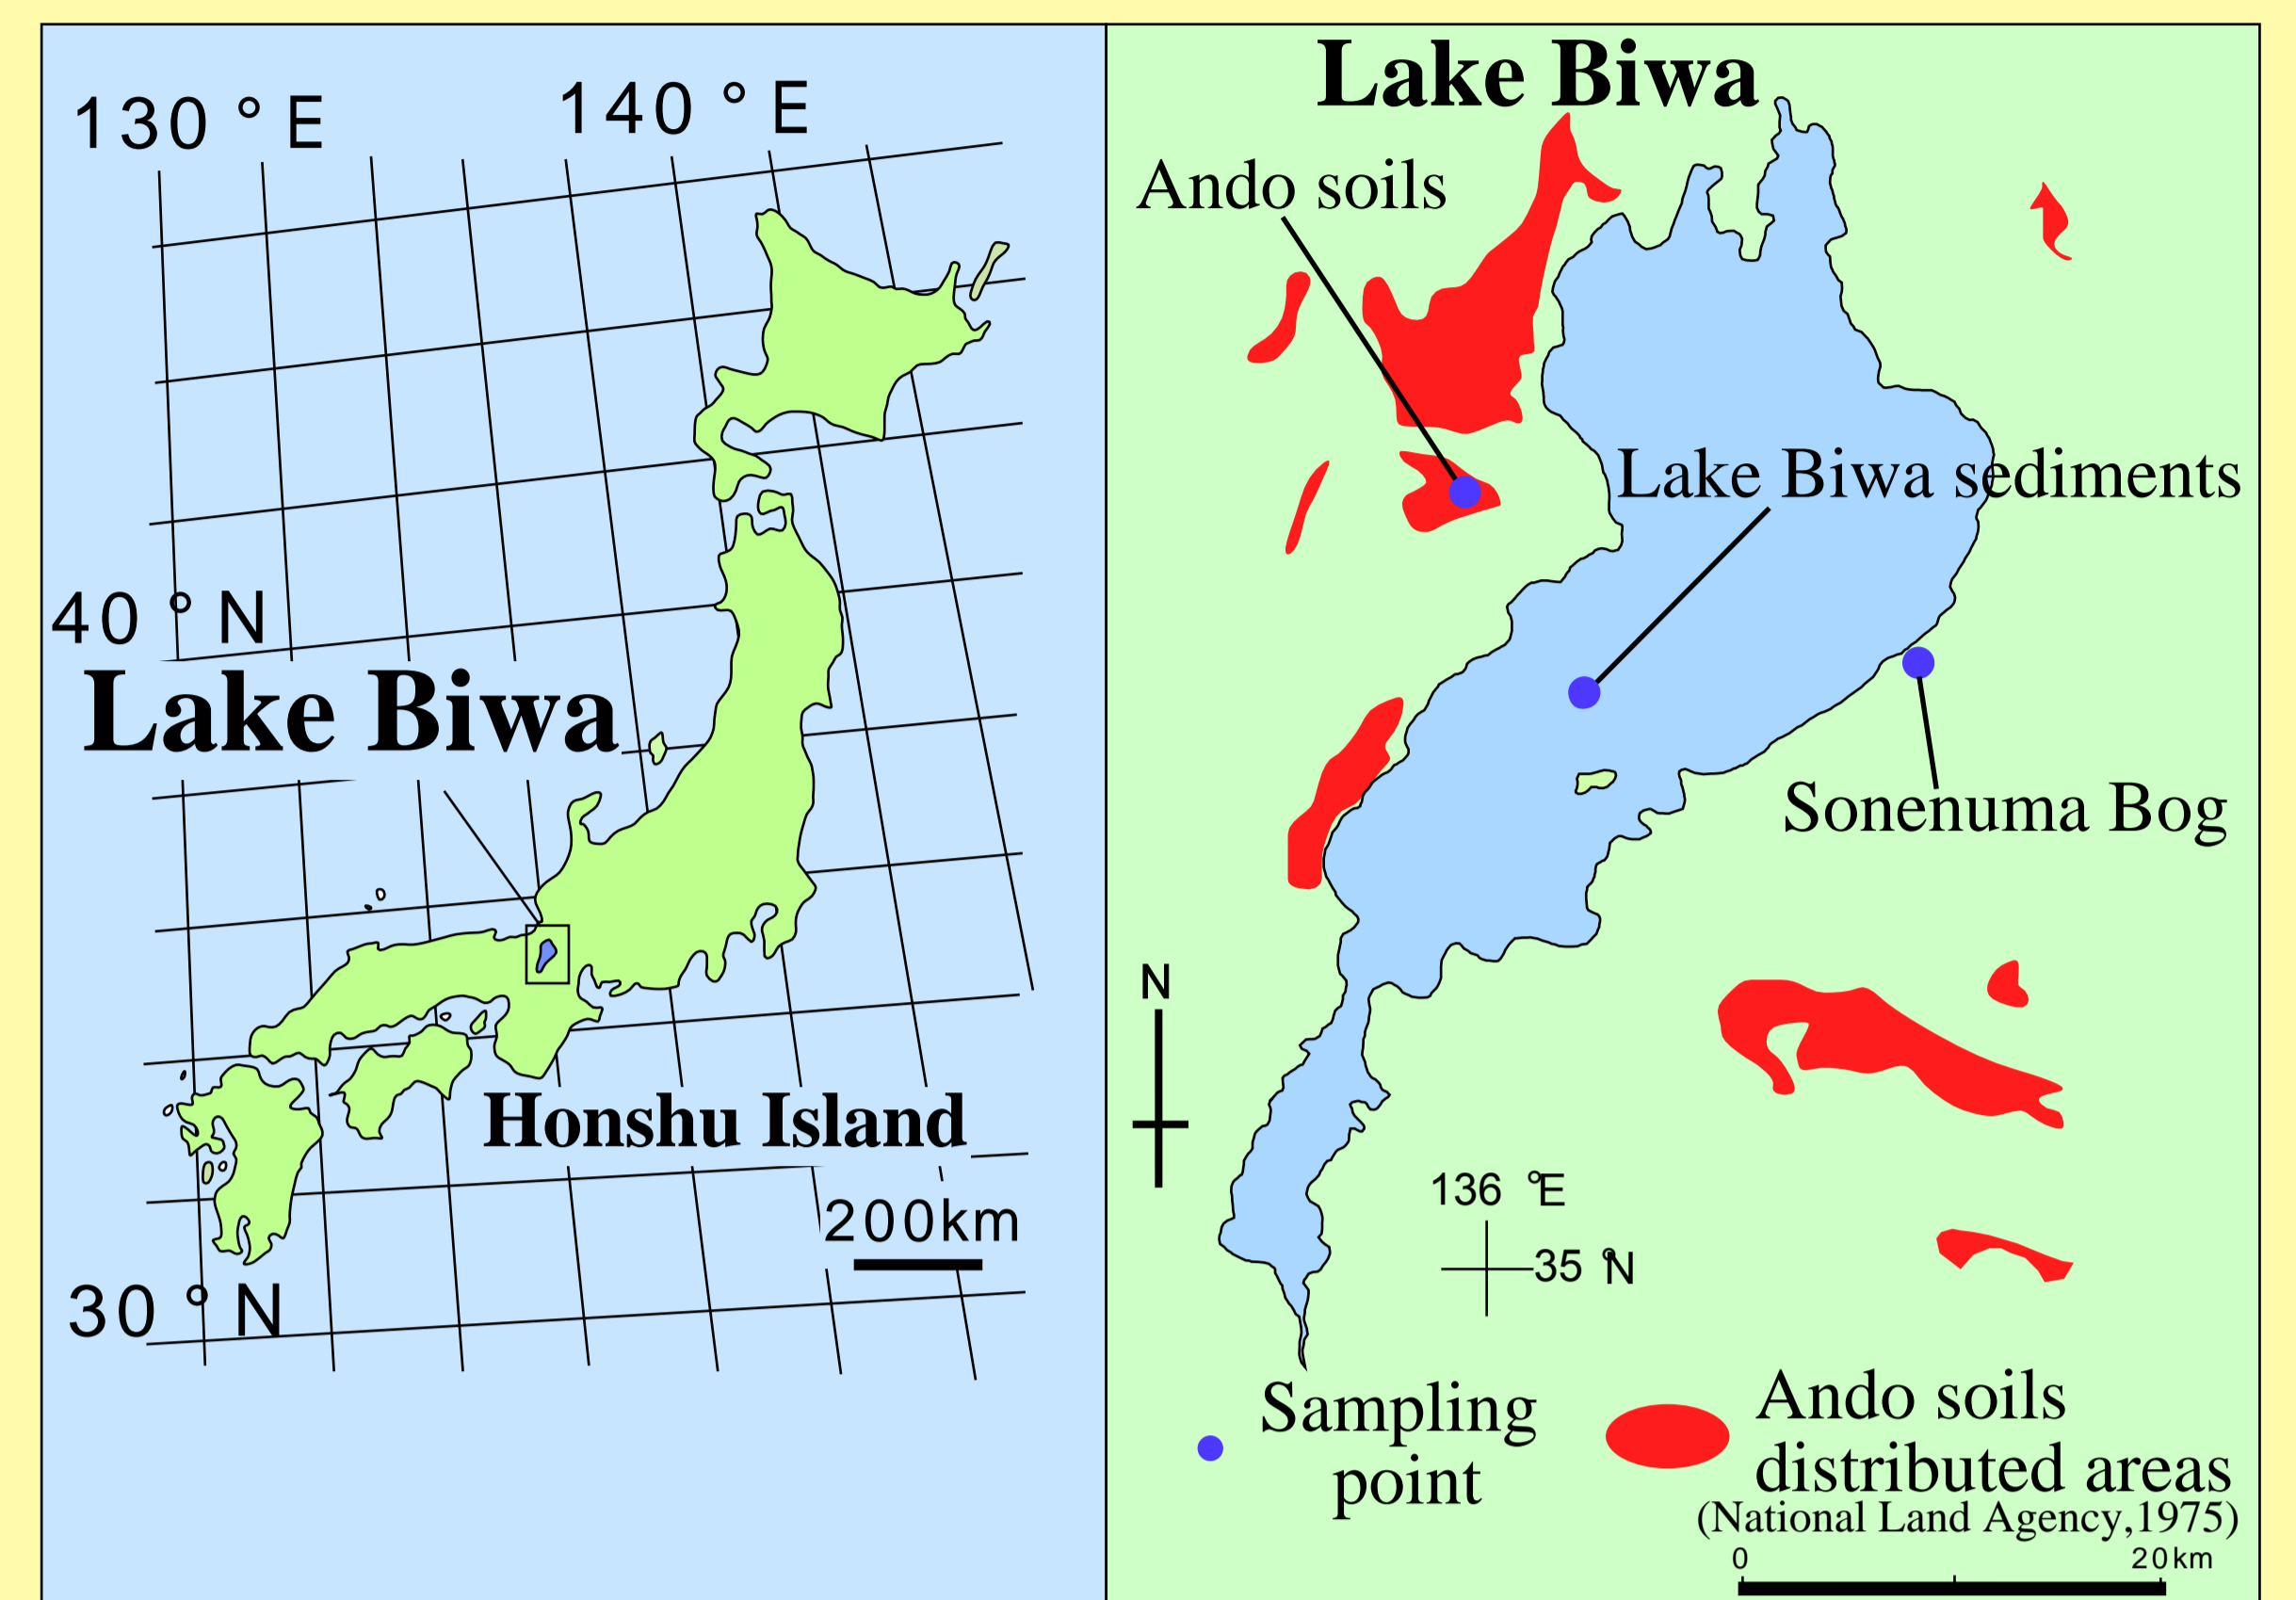 130 ° E
140 ° E
40 ° N
Lake Biwa
Honshu Island
200km
30 ° N
Lake Biwa
Ando soils
Lake Biwa sediments
Sonenuma Bog
N
136 °E
35 °N
Sampling
point
Ando soils
distributed areas
(National Land Agency,1975)
0
20km